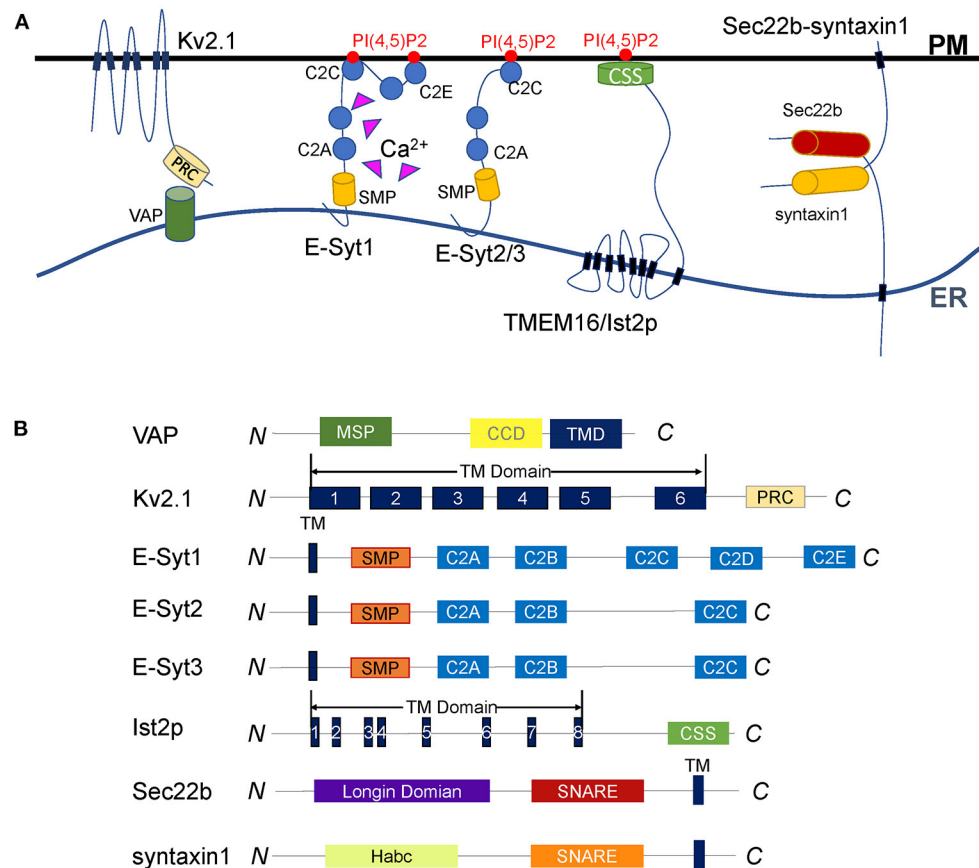 A
Kv2.1
PI(4,5)P2
PI(4,5)P2
PI(4,5)P2
Sec22b-syntaxin1
PM
C2C
C2E
C2C
CSS
C2A
Ca2+
C2A
Sec22b
PRC
SMP
SMP
VAP
syntaxin1
E-Syt1
E-Syt2/3
ER
TMEM16/Ist2p
B
VAP N MSP CCD TMD C
TM Domain
Kv2.1 N 1 2 3 4 5 6 PRC C
TM
E-Syt1 N SMP C2A C2B C2C C2D C2E C
E-Syt2 N SMP C2A C2B C2C C
E-Syt3 N SMP C2A C2B C2C C
TM Domain
Ist2p N 1 2 3 4 5 6 7 8 CSS C
TM
Sec22b N Longin Domian SNARE C
syntaxin1 N Habc SNARE C